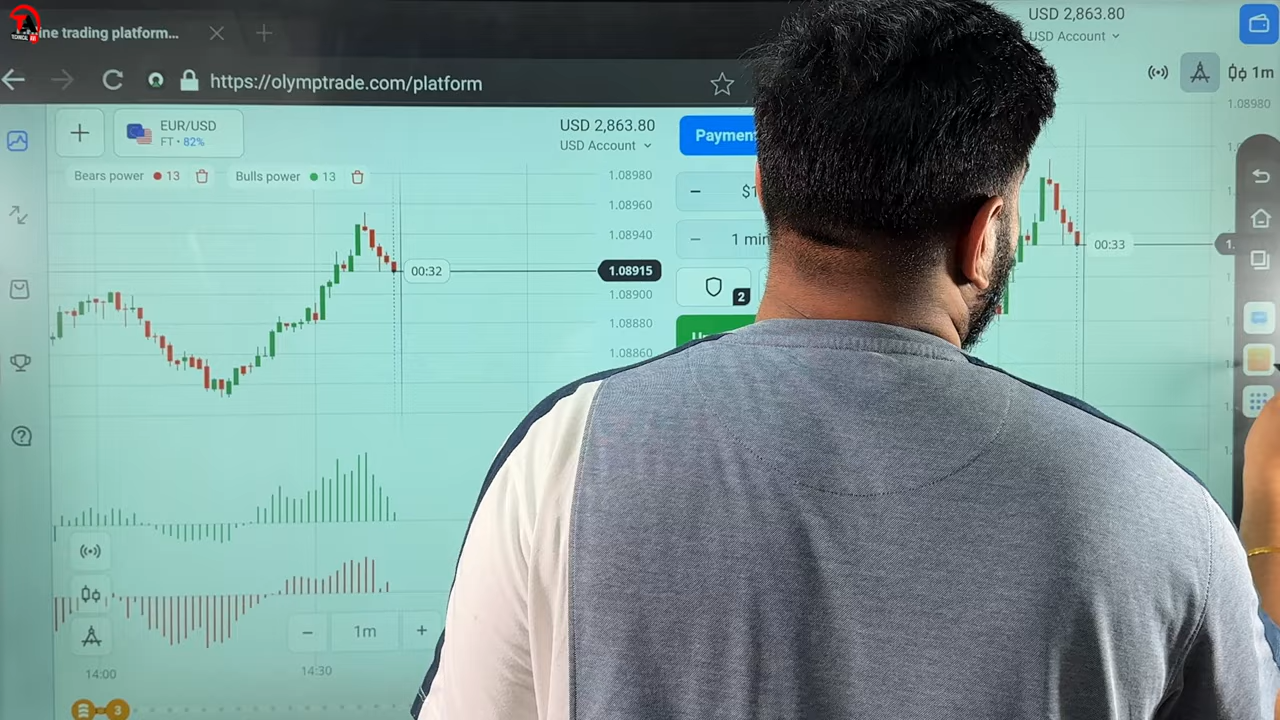 TA
TECHNICAL
ine trading platform...
https://olymptrade.com/platform
USD 2,863.80
USD Account
1m
EUR/USD
FT • 82%
USD 2,863.80
USD Account
Payment
Bears power 13
Bulls power 13
1.08980
1.08960
1.08940
1.08915
1.08900
1.08880
1.08860
00:32
1 min
2
1.08980
00:33
1m
14:00
14:30
3